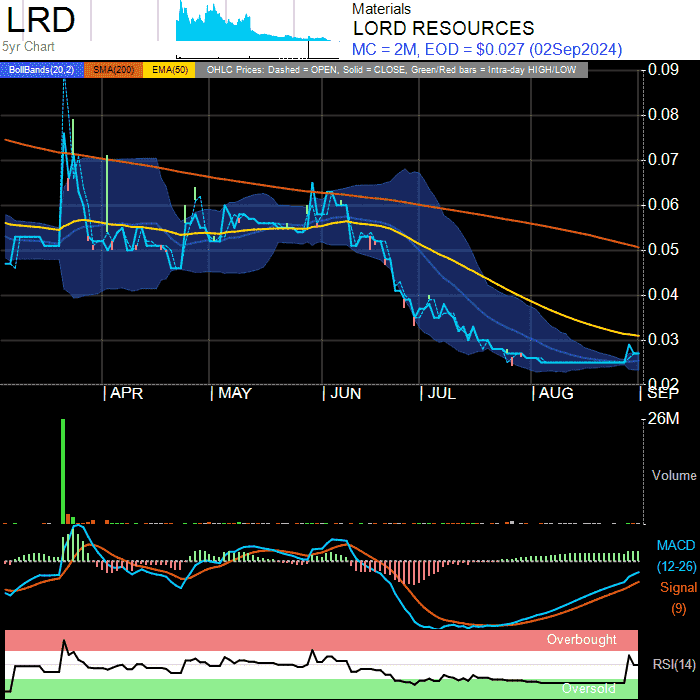 LRD
5yr Chart
Materials
LORD RESOURCES
MC = 2M, EOD = $0.027 (02Sep2024)
BollBands(20,2) SMA(200) EMA(50) OHLC Prices: Dashed = OPEN, Solid = CLOSE, Green/Red bars = Intra-day HIGH/LOW
0.09
0.08
0.07
0.06
0.05
0.04
0.03
0.02
APR MAY JUN JUL AUG SEP
26M
Volume
MACD
(12-26)
Signal
(9)
Overbought
RSI(14)
Oversold